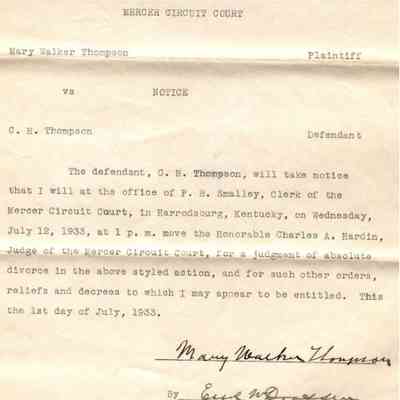 MERCER CIRCUIT COURT
Mary Walker Thompson Plaintiff
vs NOTICE
C. H. Thompson Defendant
The defendant, C. H. Thompson, will take notice
that I will at the office of P. H. Smalley, Clerk of the
Mercer Circuit Court, in Harrodsburg, Kentucky, on Wednesday,
July 12, 1933, at 1 p. m. move the Honorable Charles A. Hardin,
Judge of the Mercer Circuit Court, for a judgment of absolute
divorce in the above styled action, and for such other orders,
reliefs and decrees to which I may appear to be entitled. This
the 1st day of July, 1933.
Mary Walker Thompson
By